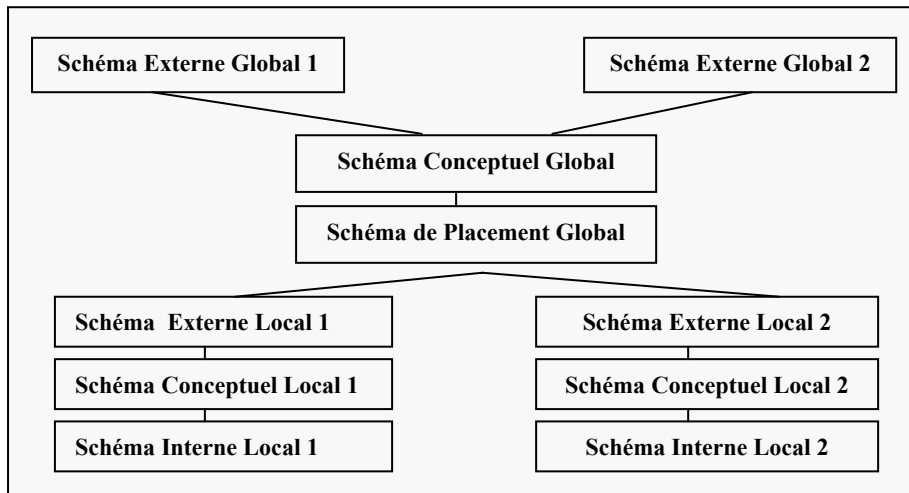 Schéma Externe Global 1
Schéma Externe Global 2
Schéma Conceptuel Global
Schéma de Placement Global
Schéma Externe Local 1
Schéma Externe Local 2
Schéma Conceptuel Local 1
Schéma Conceptuel Local 2
Schéma Interne Local 1
Schéma Interne Local 2